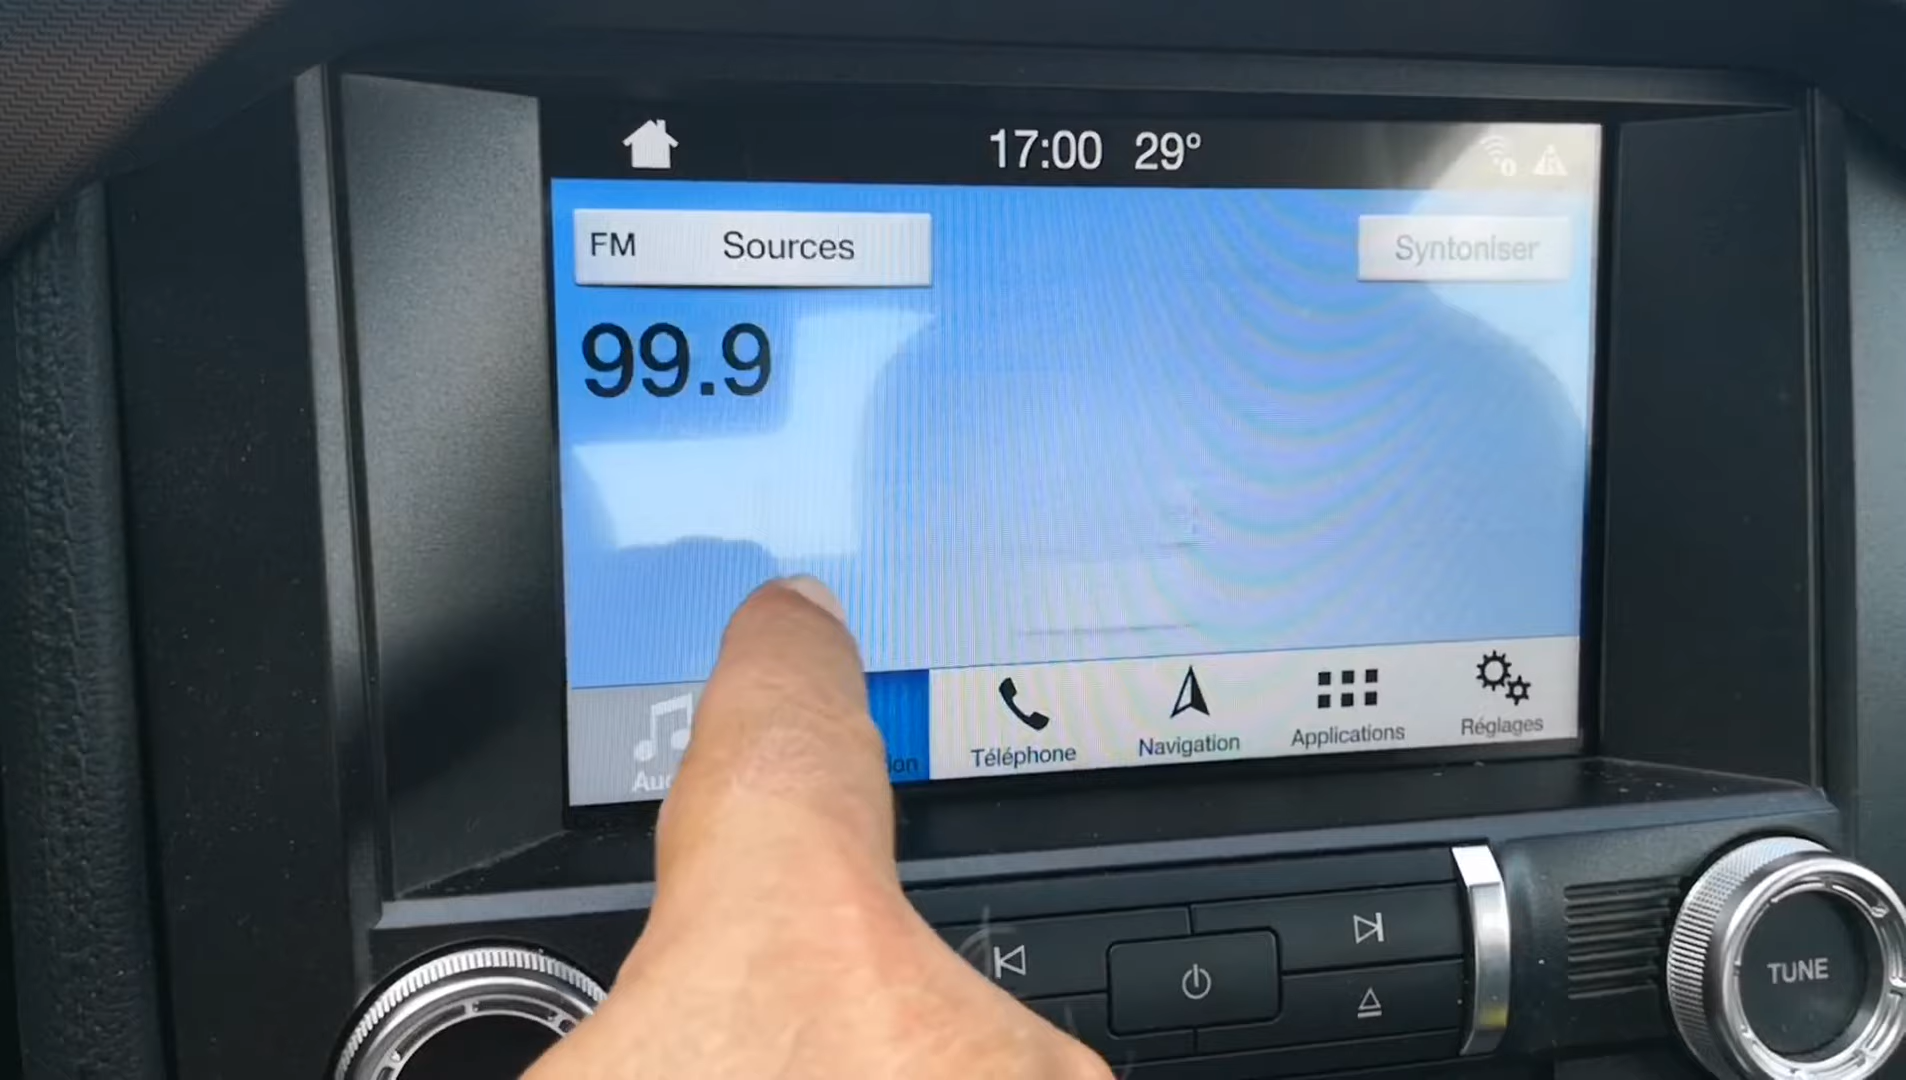 17:00 29°
FM Sources
Syntoniser
99.9
Téléphone
Navigation
Applications
Réglages
TUNE